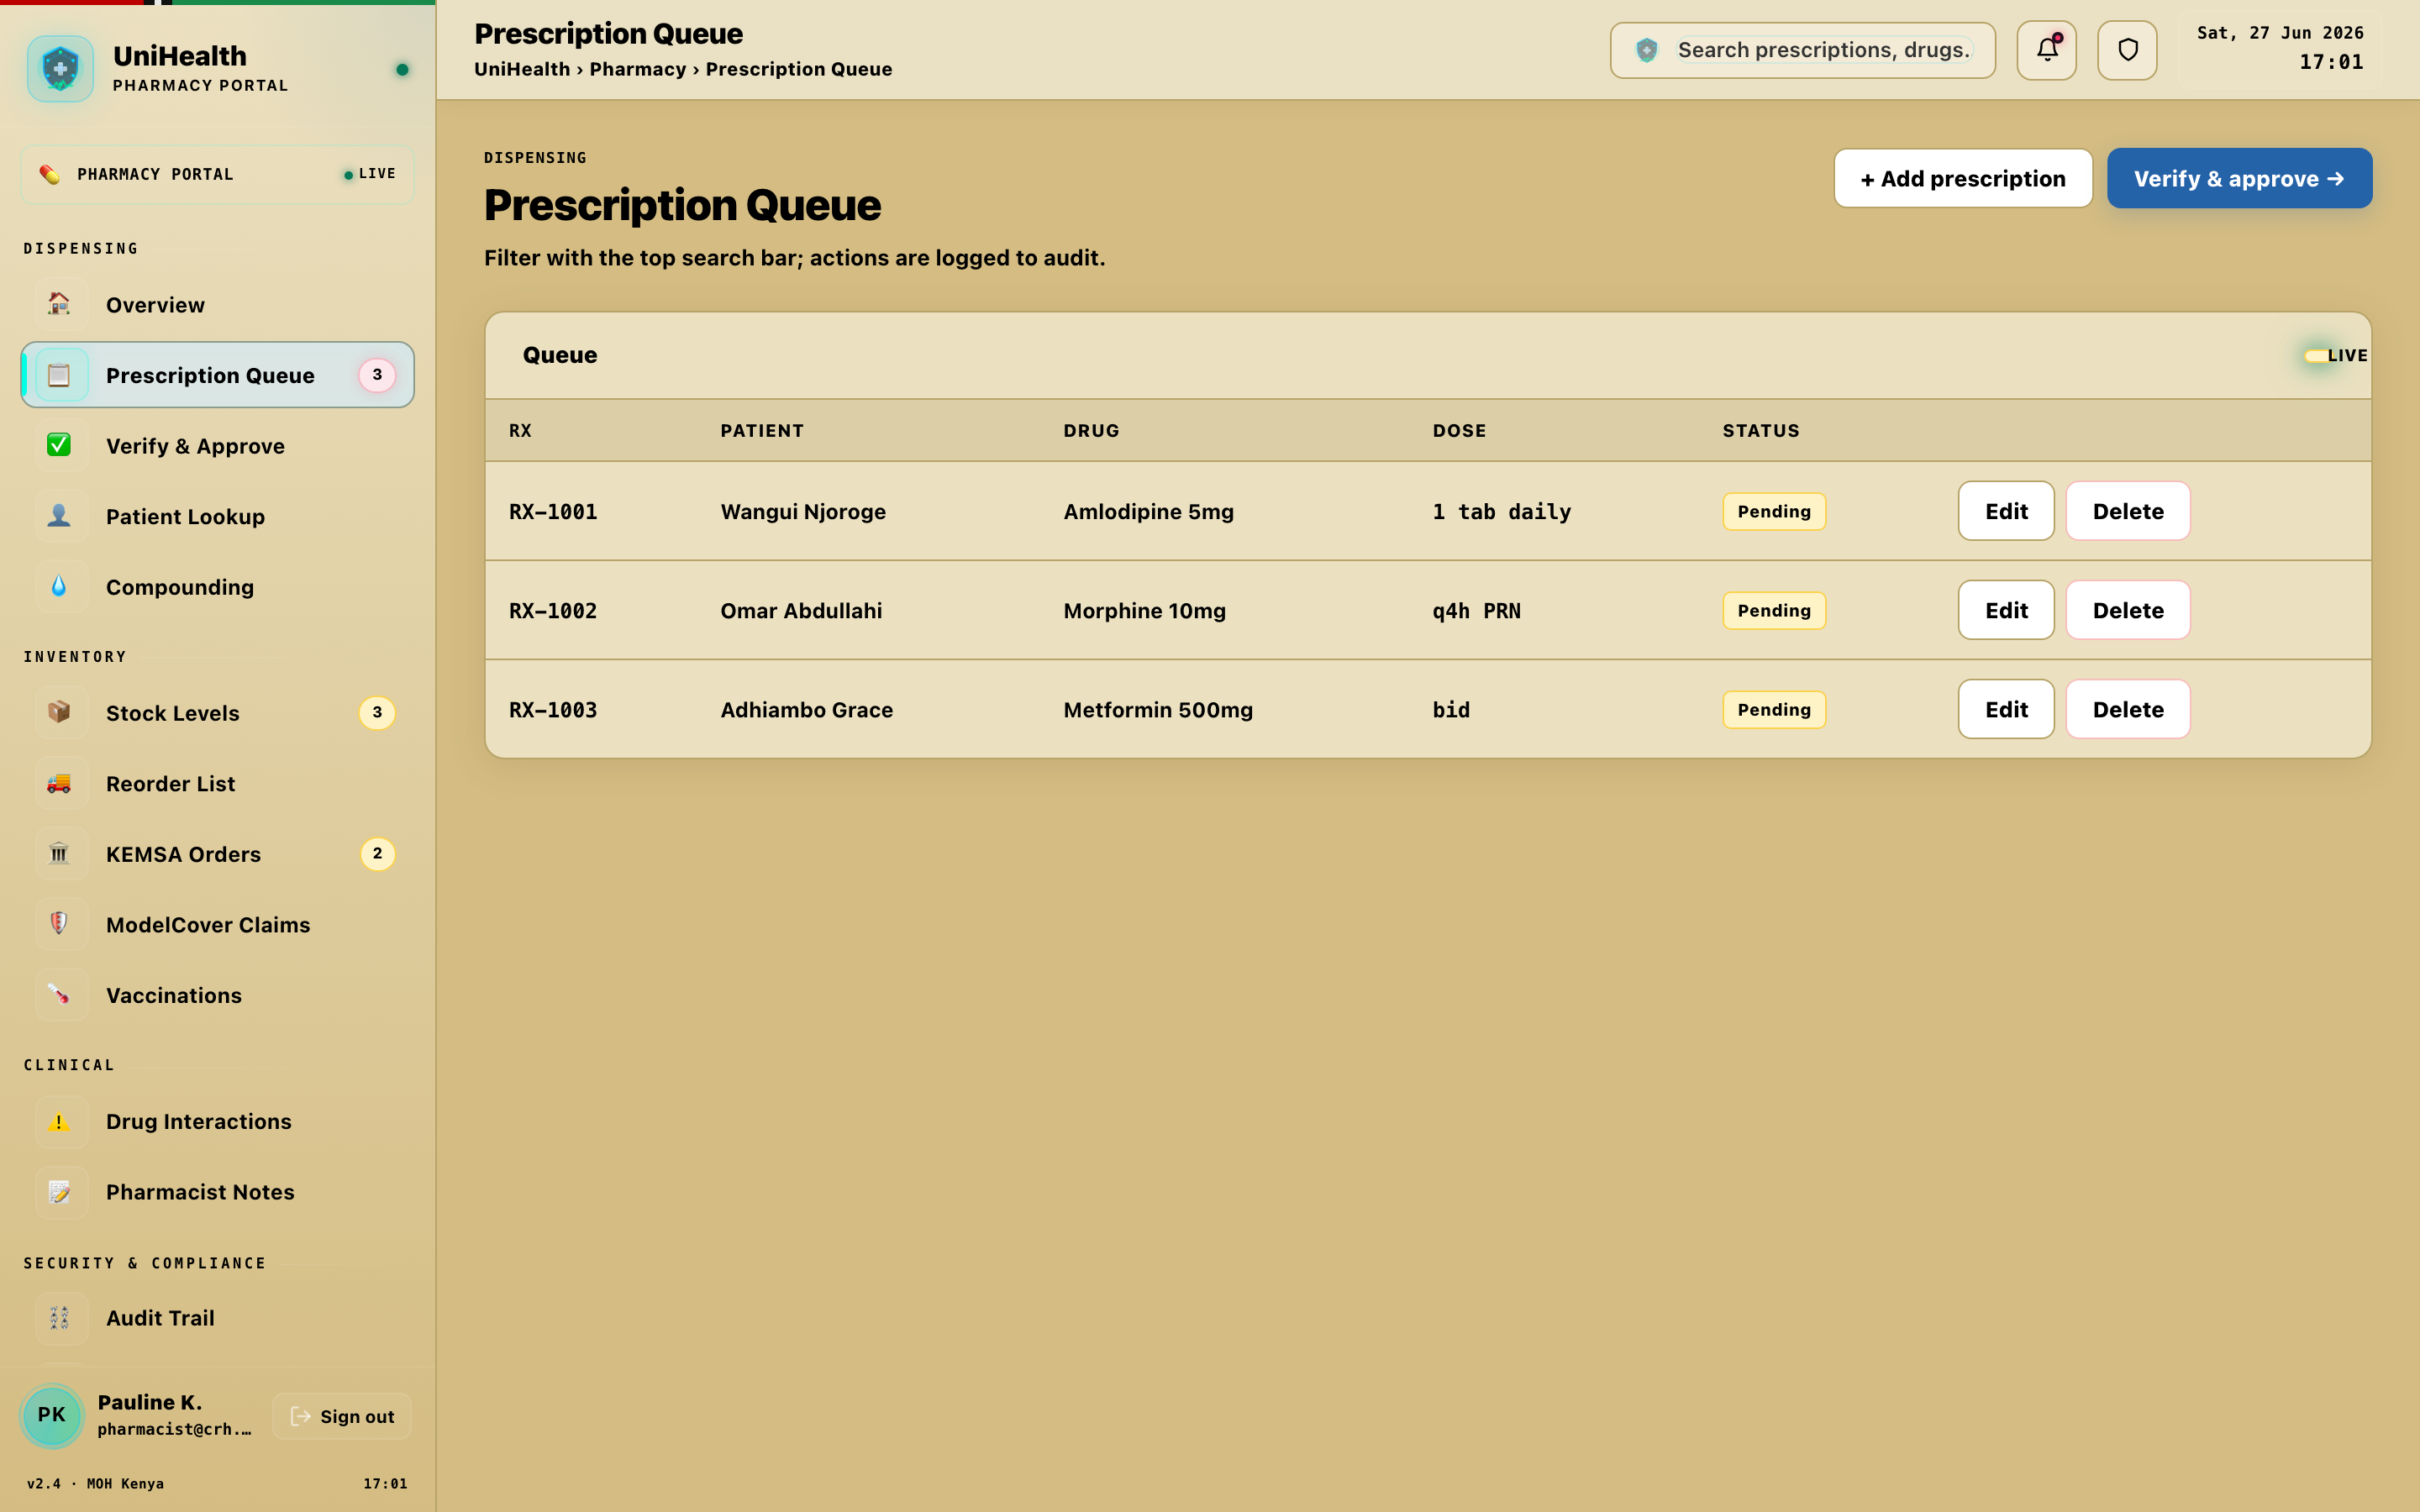 UniHealth
PHARMACY PORTAL
PHARMACY PORTAL
LIVE
DISPENSING
Overview
Prescription Queue 3
Verify & Approve
Patient Lookup
Compounding
INVENTORY
Stock Levels 3
Reorder List
KEMSA Orders 2
ModelCover Claims
Vaccinations
CLINICAL
Drug Interactions
Pharmacist Notes
SECURITY & COMPLIANCE
Audit Trail
PK
Pauline K.
pharmacist@crh.…
Sign out
v2.4 · MOH Kenya 17:01
Prescription Queue
UniHealth › Pharmacy › Prescription Queue
Search prescriptions, drugs.
Sat, 27 Jun 2026
17:01
DISPENSING
Prescription Queue
Filter with the top search bar; actions are logged to audit.
+ Add prescription
Verify & approve →
Queue
LIVE
RX PATIENT DRUG DOSE STATUS
RX-1001 Wangui Njoroge Amlodipine 5mg 1 tab daily Pending Edit Delete
RX-1002 Omar Abdullahi Morphine 10mg q4h PRN Pending Edit Delete
RX-1003 Adhiambo Grace Metformin 500mg bid Pending Edit Delete